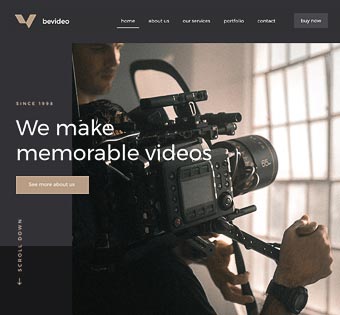 bevideo
home about us our services portfolio contact buy now
SINCE 1998
We make
memorable videos
See more about us
SCROLL DOWN